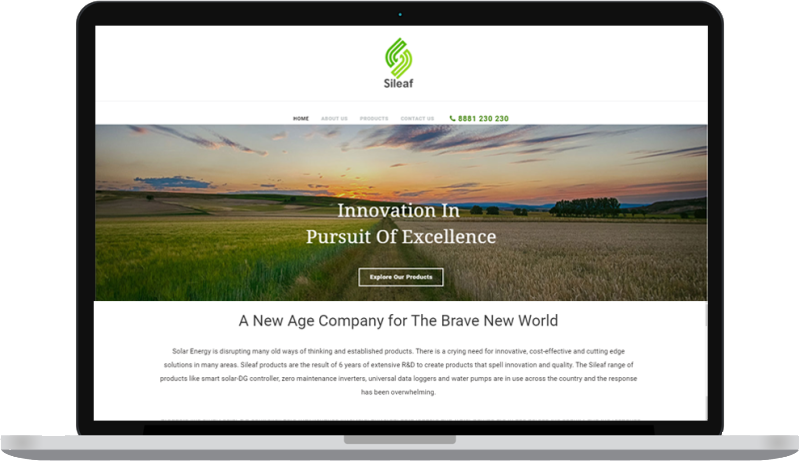 Sileaf
HOME ABOUT US PRODUCTS CONTACT US 8881 230 230
Innovation In
Pursuit Of Excellence
Explore Our Products
A New Age Company for The Brave New World
Solar Energy is disrupting many old ways of thinking and established products. There is a crying need for innovative, cost-effective and cutting edge
solutions in many areas. Sileaf products are the result of 6 years of extensive R&D to create products that spell innovation and quality. The Sileaf range of
products like smart solar-DG controller, zero maintenance inverters, universal data loggers and water pumps are in use across the country and the response
has been overwhelming.